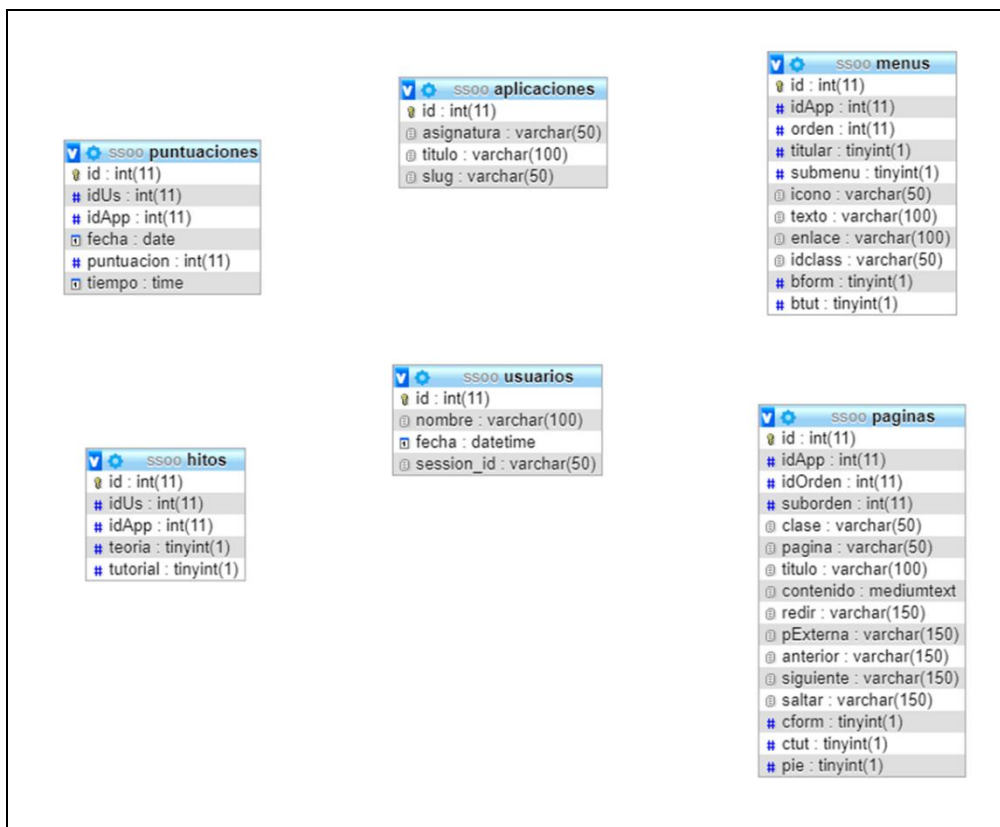 ssoo puntuaciones
id : int(11)
# idUs : int(11)
# idApp : int(11)
fecha : date
# puntuacion : int(11)
tiempo : time
ssoo aplicaciones
id : int(11)
asignatura : varchar(50)
titulo : varchar(100)
slug : varchar(50)
ssoo menus
id : int(11)
# idApp : int(11)
# orden : int(11)
# titular : tinyint(1)
# submenu : tinyint(1)
icono : varchar(50)
texto : varchar(100)
enlace : varchar(100)
idclass : varchar(50)
# bform : tinyint(1)
# btut : tinyint(1)
ssoo hitos
id : int(11)
# idUs : int(11)
# idApp : int(11)
# teoria : tinyint(1)
# tutorial : tinyint(1)
ssoo usuarios
id : int(11)
nombre : varchar(100)
fecha : datetime
session_id : varchar(50)
ssoo paginas
id : int(11)
# idApp : int(11)
# idOrden : int(11)
# suborden : int(11)
clase : varchar(50)
pagina : varchar(50)
titulo : varchar(100)
contenido : mediumtext
redir : varchar(150)
pExterna : varchar(150)
anterior : varchar(150)
siguiente : varchar(150)
saltar : varchar(150)
# cform : tinyint(1)
# ctut : tinyint(1)
# pie : tinyint(1)